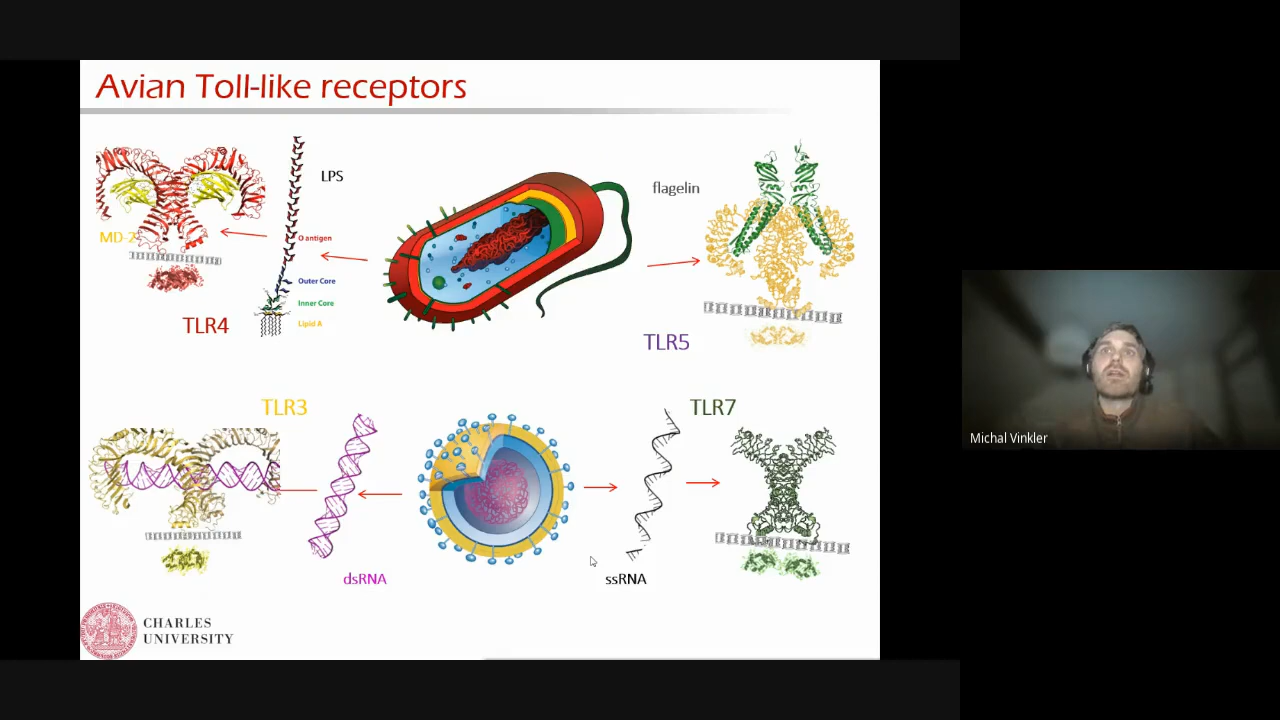 Avian Toll-like receptors
LPS
flagelin
MD-2
O antigen
Outer Core
Inner Core
Lipid A
TLR4
TLR5
TLR3
TLR7
dsRNA
ssRNA
CHARLES
UNIVERSITY
Michal Vinkler